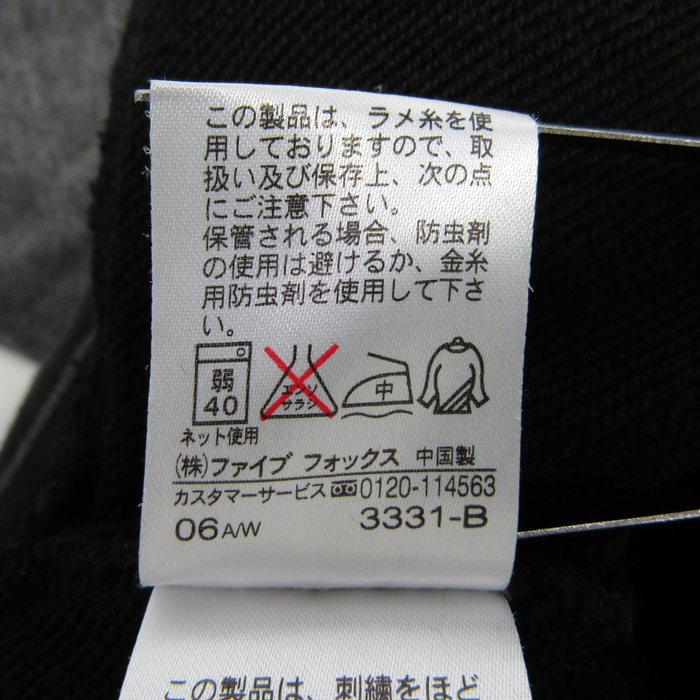 この製品は、ラメ糸を使
用しておりますので、取
扱い及び保存上、次の点
にご注意下さい。
保管される場合、防虫剤
の使用は避けるか、金糸
用防虫剤を使用して下さ
い。
弱
40
エンソ
サラシ
中
ネット使用
(株)ファイブ フォックス 中国製
カスタマーサービス 0120-114563
06 A/W 3331-B
この製品は、刺繍をほど